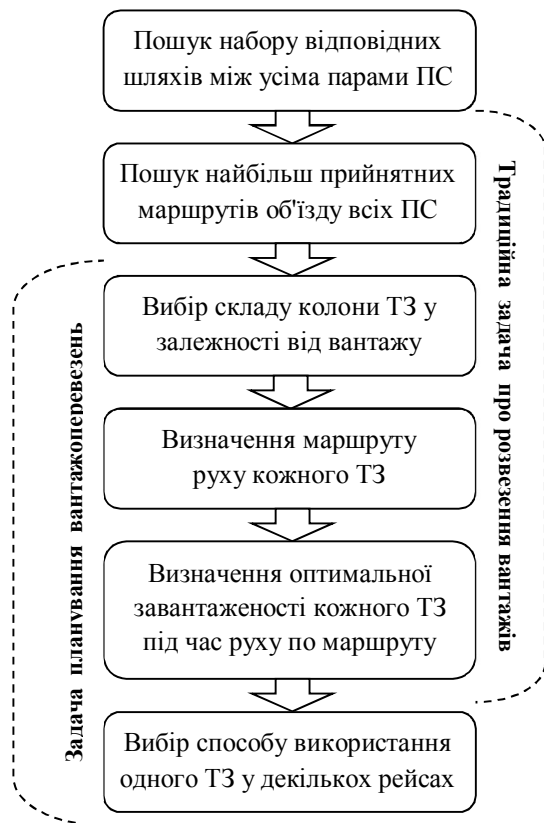 Пошук набору відповідних
шляхів між усіма парами ПС
Пошук найбільш прийнятних
маршрутів об'їзду всіх ПС
Вибір складу колони ТЗ у
залежності від вантажу
Визначення маршруту
руху кожного ТЗ
Визначення оптимальної
завантаженості кожного ТЗ
під час руху по маршруту
Вибір способу використання
одного ТЗ у декількох рейсах
Задача планування вантажоперевезень
Традиційна задача про розвезення вантажів